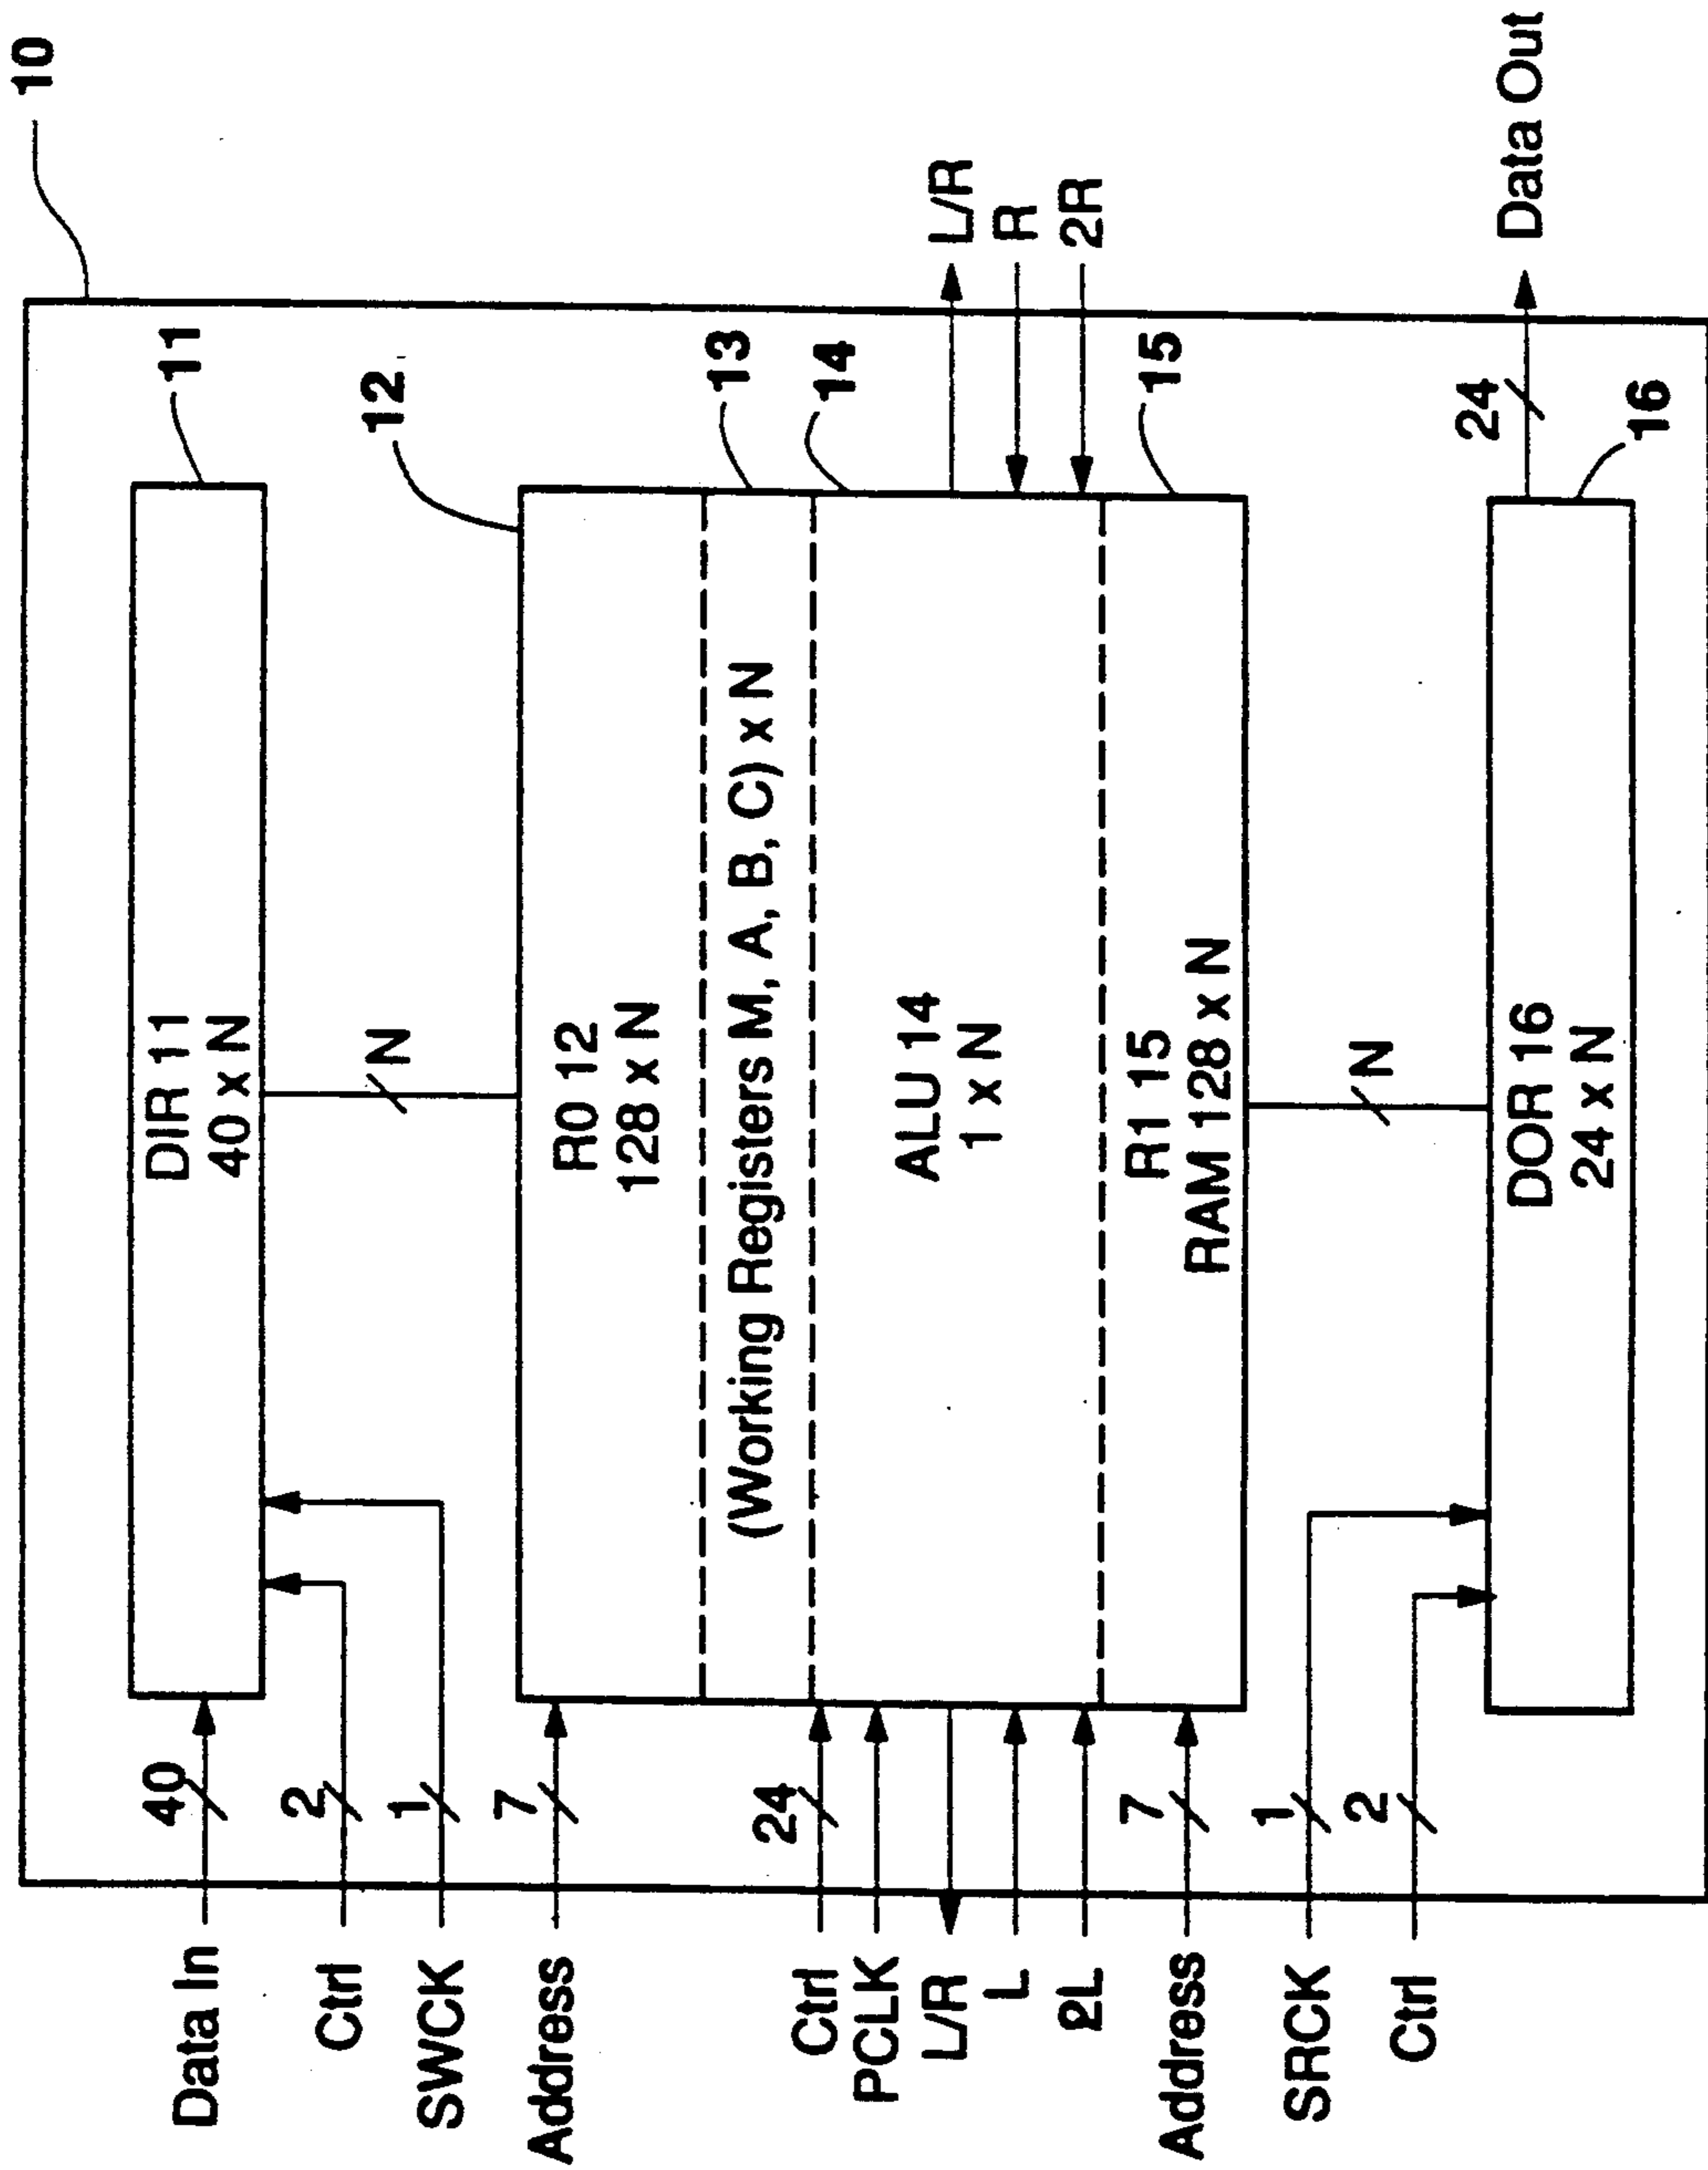 10
11
DIR 11
40 x N
Data In
40
Ctrl
2
SWCK
1
N
12
R0 12
128 x N
Address
7
13
(Working Registers M, A, B, C) x N
14
ALU 14
1 x N
Ctrl
24
PCLK
L/R
L
2L
L/R
R
2R
15
R1 15
RAM 128 x N
Address
7
N
SRCK
1
Ctrl
2
DOR 16
24 x N
24
Data Out
16